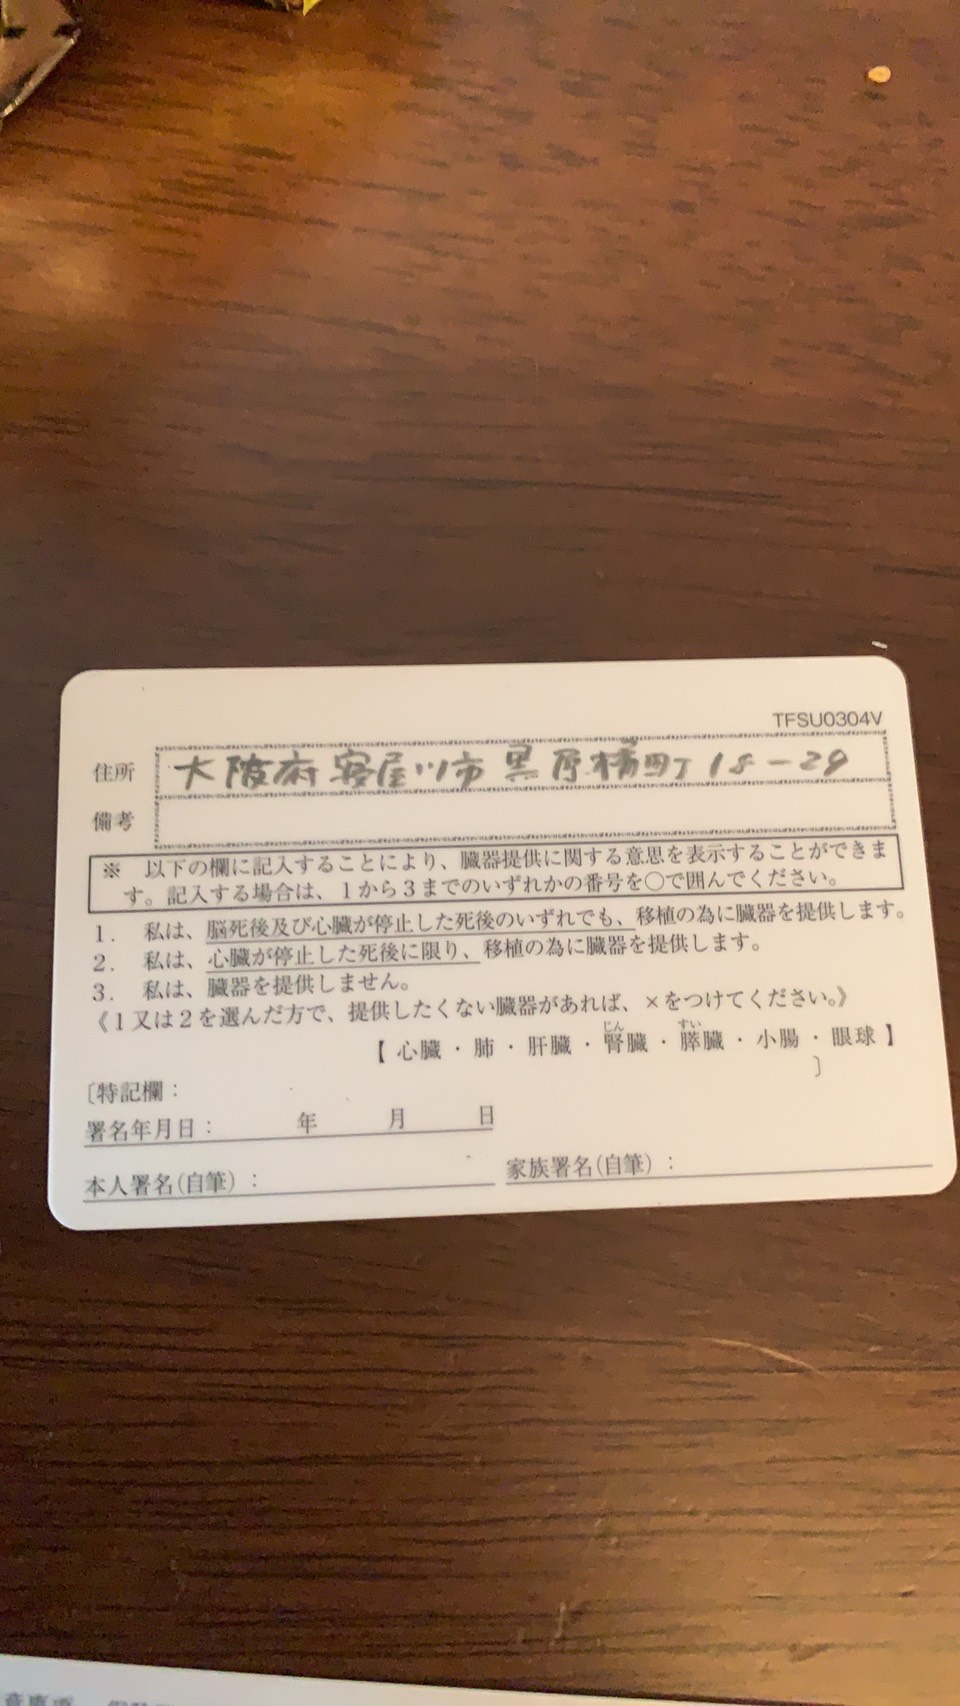 TFSU0304V
住所 大阪府寝屋川市黒原橘町18-29
備考
※ 以下の欄に記入することにより、臓器提供に関する意思を表示することができま
す。記入する場合は、1から3までのいずれかの番号を○で囲んでください。
1. 私は、脳死後及び心臓が停止した死後のいずれでも、移植の為に臓器を提供します。
2. 私は、心臓が停止した死後に限り、移植の為に臓器を提供します。
3. 私は、臓器を提供しません。
《1又は2を選んだ方で、提供したくない臓器があれば、×をつけてください。》
じん すい
【 心臓・肺・肝臓・腎臓・膵臓・小腸・眼球 】
〔特記欄: 〕
署名年月日: 年 月 日
本人署名(自筆): 家族署名(自筆):